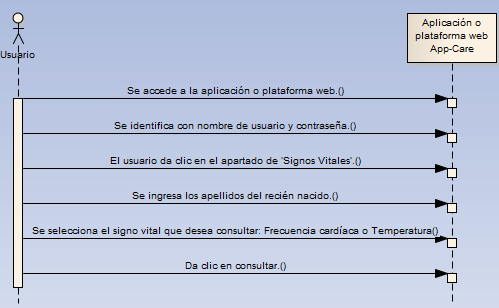 Aplicación o
plataforma web
App-Care
Usuario
Se accede a la aplicación o plataforma web.()
Se identifica con nombre de usuario y contraseña.()
El usuario da clic en el apartado de 'Signos Vitales'.()
Se ingresa los apellidos del recién nacido.()
Se selecciona el signo vital que desea consultar: Frecuencia cardíaca o Temperatura()
Da clic en consultar.()